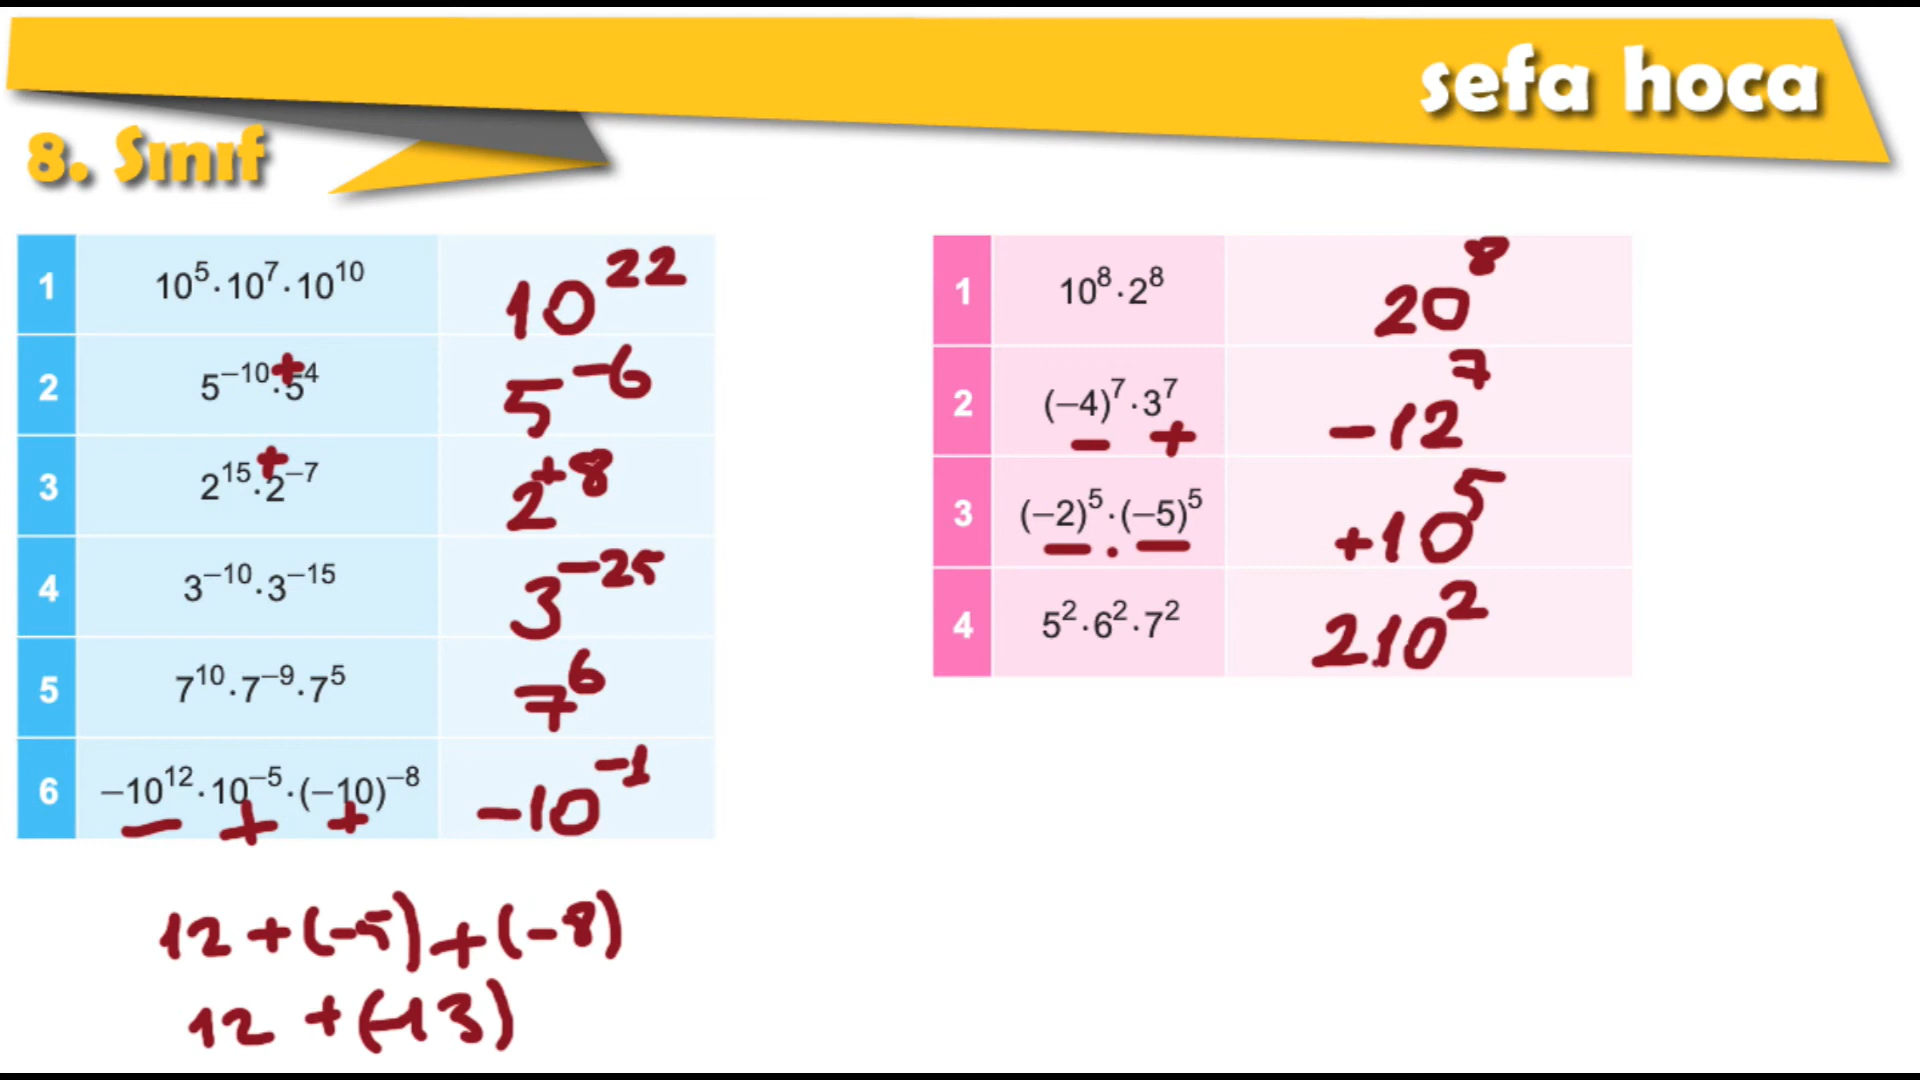 sefa hoca
8. Sınıf
1 10⁵·10⁷·10¹⁰ 10²²
2 5⁻¹⁰·5⁴ + 5⁻⁶
3 2¹⁵·2⁻⁷ + 2⁺⁸
4 3⁻¹⁰·3⁻¹⁵ 3⁻²⁵
5 7¹⁰·7⁻⁹·7⁵ 7⁶
6 −10¹²·10⁻⁵·(−10)⁻⁸ −10⁻¹
− + +
12 + (−5) + (−8)
12 + (−13)
1 10⁸·2⁸ 20⁸
2 (−4)⁷·3⁷ −12⁷
− +
3 (−2)⁵·(−5)⁵ +10⁵
− . −
4 5²·6²·7² 210²